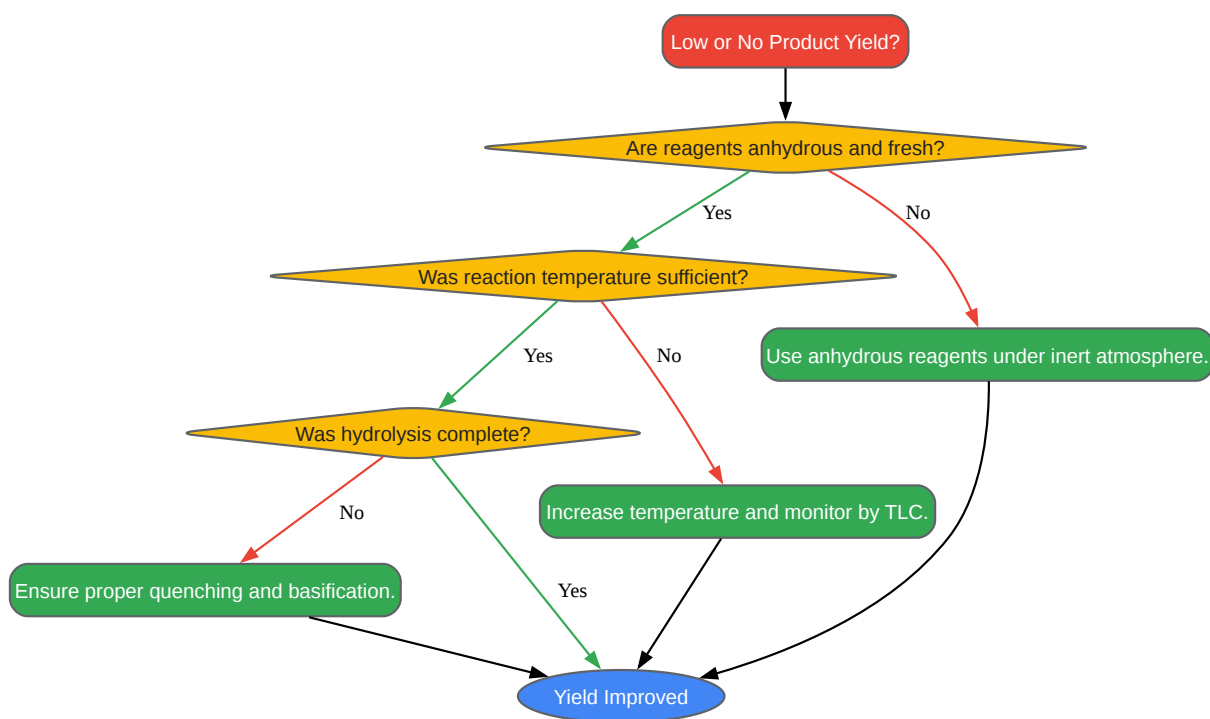 Low or No Product Yield?
Are reagents anhydrous and fresh?
Yes
No
Was reaction temperature sufficient?
Yes
No
Use anhydrous reagents under inert atmosphere.
Was hydrolysis complete?
No
Increase temperature and monitor by TLC.
Ensure proper quenching and basification.
Yes
Yield Improved